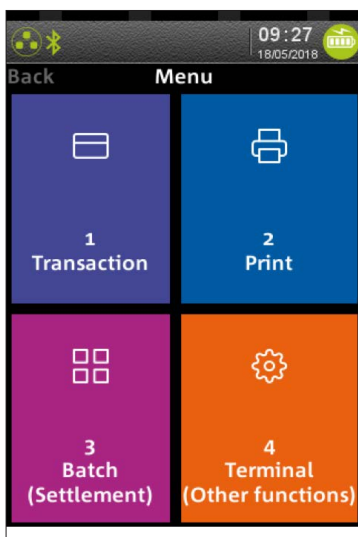 09:27
18/05/2018
Back Menu
1
Transaction
2
Print
3
Batch
(Settlement)
4
Terminal
(Other functions)